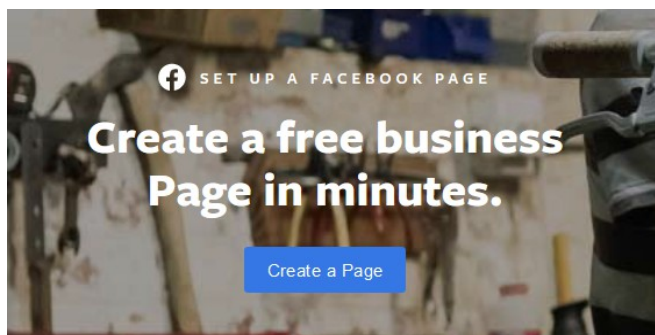 SET UP A FACEBOOK PAGE
Create a free business
Page in minutes.
Create a Page